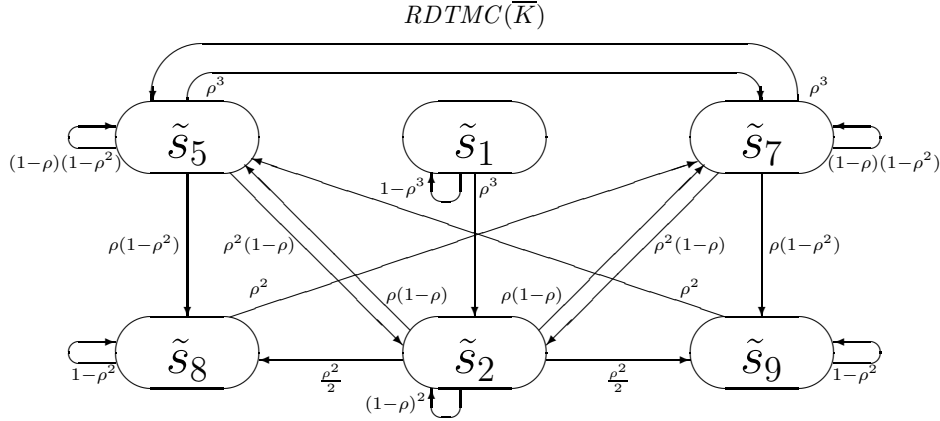 RDTMC(K̅)
ρ³ ρ³
s̃₅ s̃₁ s̃₇
(1−ρ)(1−ρ²) 1−ρ³ ρ³ (1−ρ)(1−ρ²)
ρ(1−ρ²) ρ²(1−ρ) ρ²(1−ρ) ρ(1−ρ²)
ρ² ρ(1−ρ) ρ(1−ρ) ρ²
s̃₈ s̃₂ s̃₉
1−ρ² ρ²/2 ρ²/2 1−ρ²
(1−ρ)²